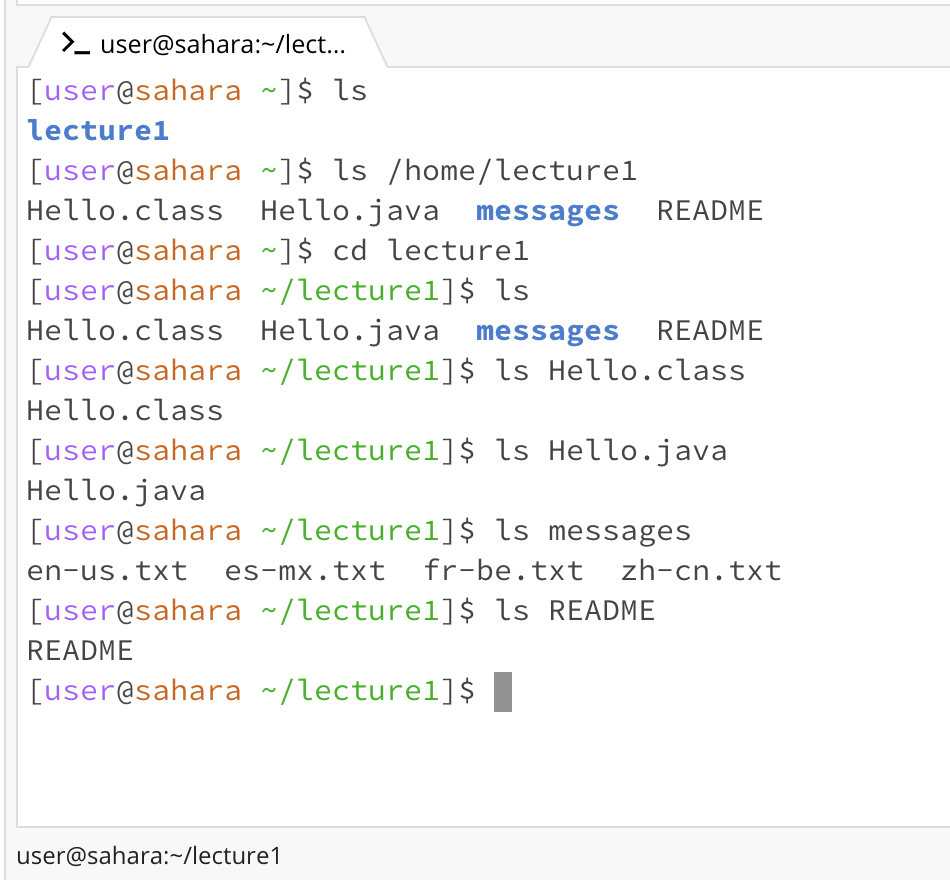 >_ user@sahara:~/lect...
[user@sahara ~]$ ls
lecture1
[user@sahara ~]$ ls /home/lecture1
Hello.class  Hello.java  messages  README
[user@sahara ~]$ cd lecture1
[user@sahara ~/lecture1]$ ls
Hello.class  Hello.java  messages  README
[user@sahara ~/lecture1]$ ls Hello.class
Hello.class
[user@sahara ~/lecture1]$ ls Hello.java
Hello.java
[user@sahara ~/lecture1]$ ls messages
en-us.txt  es-mx.txt  fr-be.txt  zh-cn.txt
[user@sahara ~/lecture1]$ ls README
README
[user@sahara ~/lecture1]$
user@sahara:~/lecture1